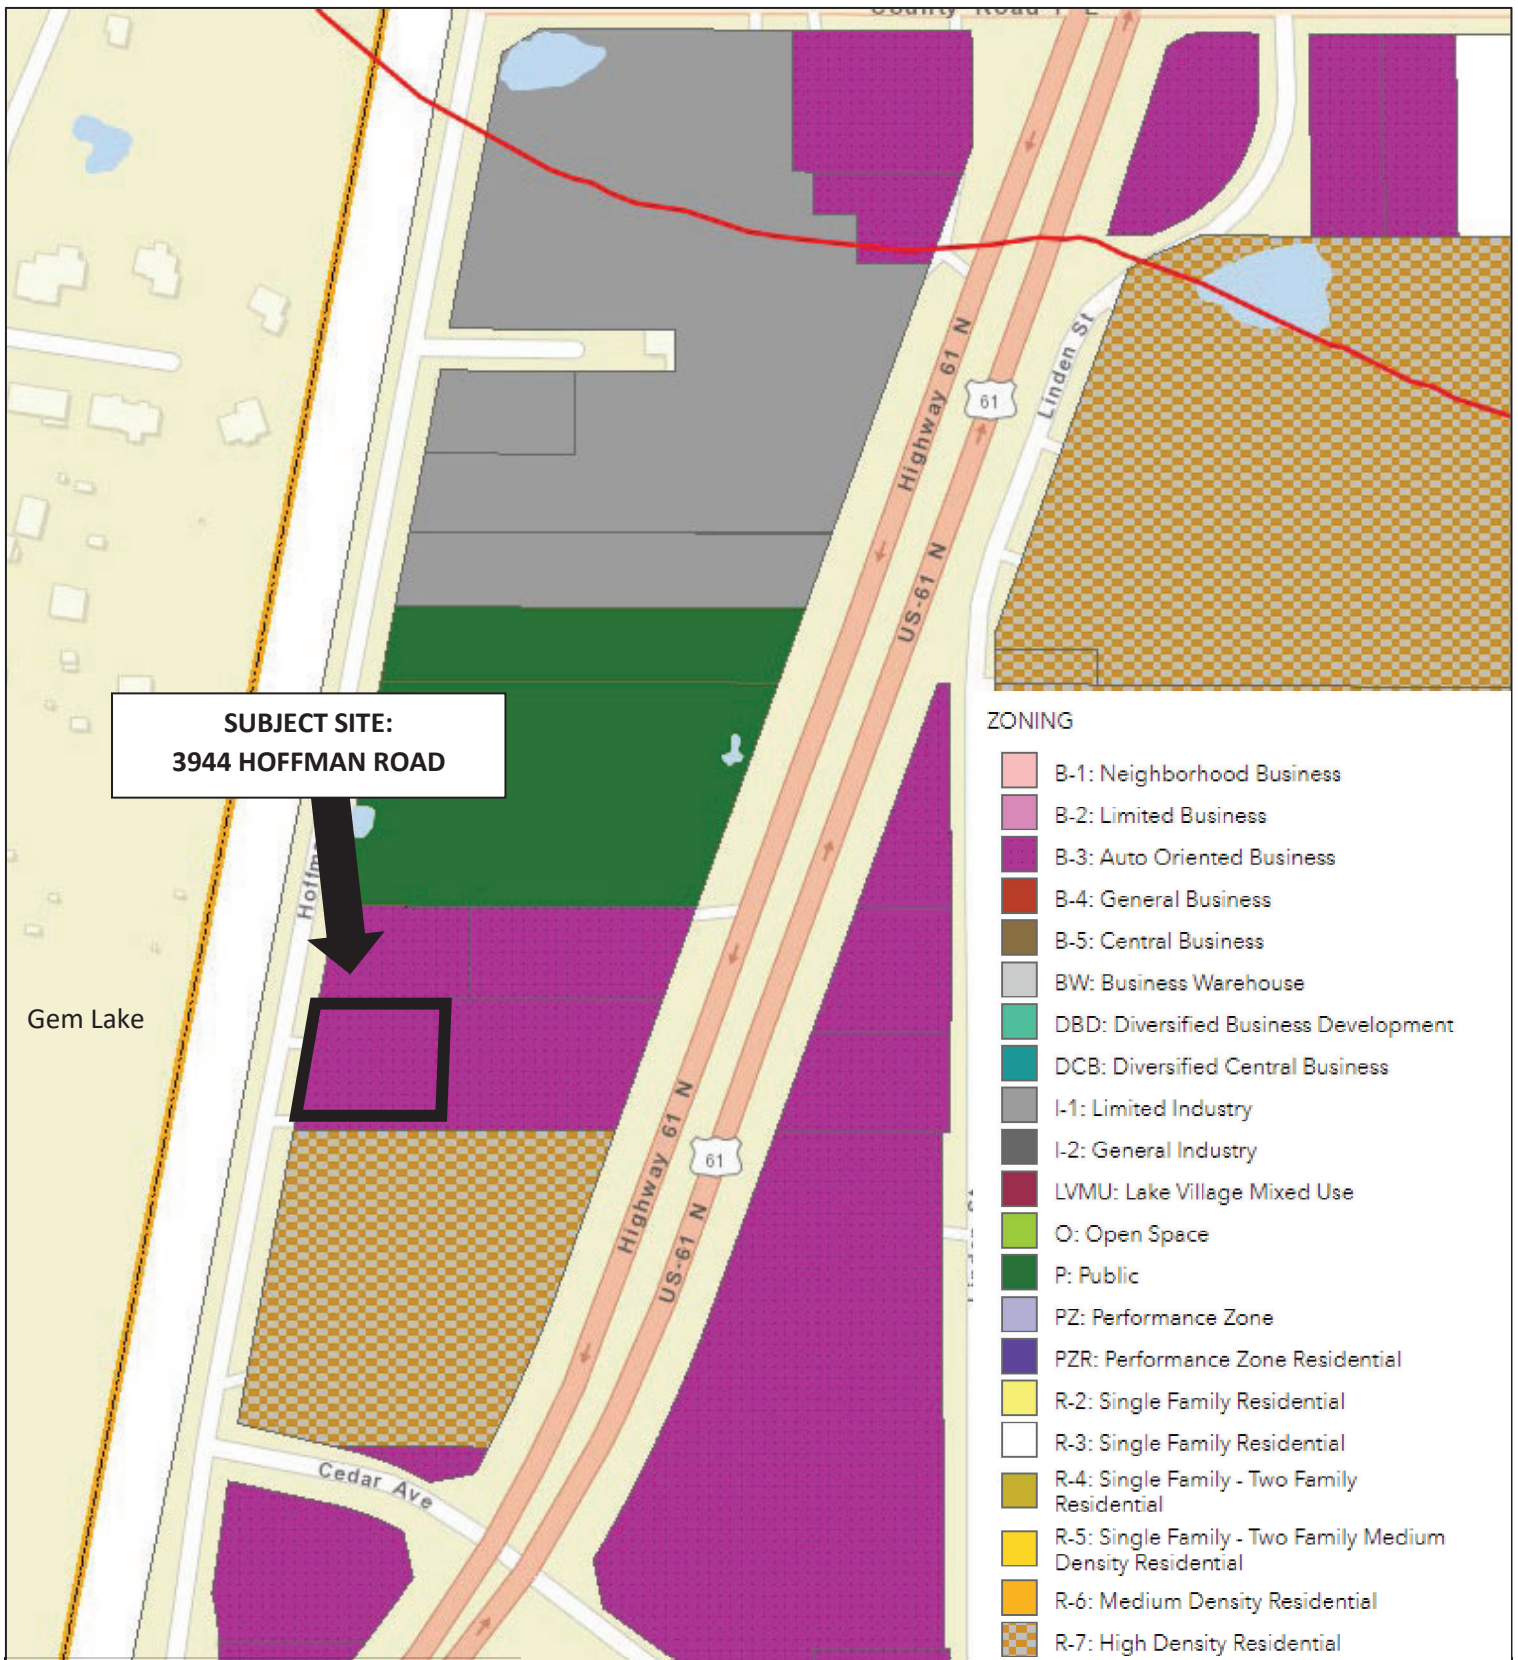 County Road F E
Highway 61 N
61
Linden St
US-61 N
SUBJECT SITE:
3944 HOFFMAN ROAD
Gem Lake
Highway 61 N
61
US-61 N
Cedar Ave
ZONING
B-1: Neighborhood Business
B-2: Limited Business
B-3: Auto Oriented Business
B-4: General Business
B-5: Central Business
BW: Business Warehouse
DBD: Diversified Business Development
DCB: Diversified Central Business
I-1: Limited Industry
I-2: General Industry
LVMU: Lake Village Mixed Use
O: Open Space
P: Public
PZ: Performance Zone
PZR: Performance Zone Residential
R-2: Single Family Residential
R-3: Single Family Residential
R-4: Single Family - Two Family
Residential
R-5: Single Family - Two Family Medium
Density Residential
R-6: Medium Density Residential
R-7: High Density Residential